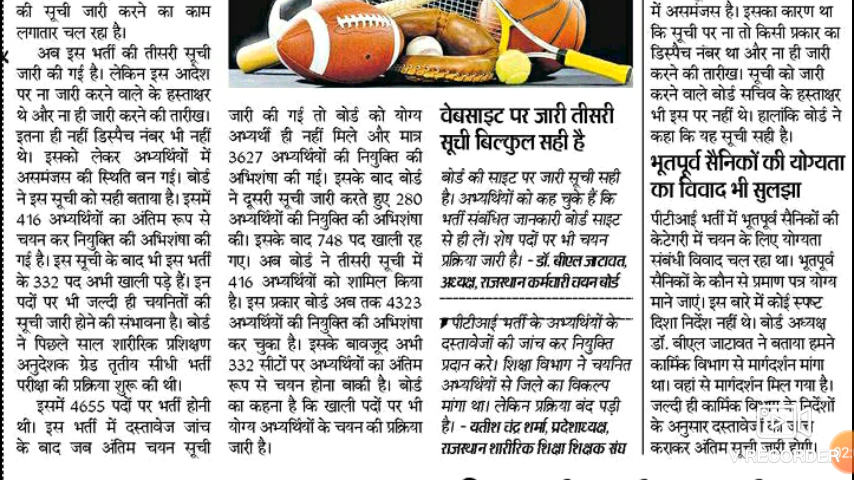 की सूची जारी करने का काम
लगातार चल रहा है।
अब इस भर्ती की तीसरी सूची
जारी की गई है। लेकिन इस आदेश
पर ना जारी करने वाले के हस्ताक्षर
थे और ना ही जारी करने की तारीख।
इतना ही नहीं डिस्पैच नंबर भी नहीं
थे। इसको लेकर अभ्यर्थियों में
असमंजस की स्थिति बन गई। बोर्ड
ने इस सूची को सही बताया है। इसमें
416 अभ्यर्थियों का अंतिम रूप से
चयन कर नियुक्ति की अभिशंषा की
गई है। इस सूची के बाद भी इस भर्ती
के 332 पद अभी खाली पड़े हैं। इन
पदों पर भी जल्दी ही चयनितों की
सूची जारी होने की संभावना है। बोर्ड
ने पिछले साल शारीरिक प्रशिक्षण
अनुदेशक ग्रेड तृतीय सीधी भर्ती
परीक्षा की प्रक्रिया शुरू की थी।
इसमें 4655 पदों पर भर्ती होनी
थी। इस भर्ती में दस्तावेज जांच
के बाद जब अंतिम चयन सूची
जारी की गई तो बोर्ड को योग्य
अभ्यर्थी ही नहीं मिले और मात्र
3627 अभ्यर्थियों की नियुक्ति की
अभिशंषा की गई। इसके बाद बोर्ड
ने दूसरी सूची जारी करते हुए 280
अभ्यर्थियों की नियुक्ति की अभिशंषा
की। इसके बाद 748 पद खाली रह
गए। अब बोर्ड ने तीसरी सूची में
416 अभ्यर्थियों को शामिल किया
है। इस प्रकार बोर्ड अब तक 4323
अभ्यर्थियों की नियुक्ति की अभिशंषा
कर चुका है। इसके बावजूद अभी
332 सीटों पर अभ्यर्थियों का अंतिम
रूप से चयन होना बाकी है। बोर्ड
का कहना है कि खाली पदों पर भी
योग्य अभ्यर्थियों के चयन की प्रक्रिया
जारी है।
वेबसाइट पर जारी तीसरी
सूची बिल्कुल सही है
बोर्ड की साइट पर जारी सूची सही
है। अभ्यर्थियों को कह चुके हैं कि
भर्ती संबंधित जानकारी बोर्ड साइट
से ही लें। शेष पदों पर भी चयन
प्रक्रिया जारी है। - डॉ. बीएल जाटावत,
अध्यक्ष, राजस्थान कर्मचारी चयन बोर्ड
पीटीआई भर्ती के अभ्यर्थियों के
दस्तावेजों की जांच कर नियुक्ति
प्रदान करे। शिक्षा विभाग ने चयनित
अभ्यर्थियों से जिले का विकल्प
मांगा था। लेकिन प्रक्रिया बंद पड़ी
है। - यतीश चंद्र शर्मा, प्रदेशाध्यक्ष,
राजस्थान शारीरिक शिक्षा शिक्षक संघ
में असमंजस है। इसका कारण था
कि सूची पर ना तो किसी प्रकार का
डिस्पैच नंबर था और ना ही जारी
करने की तारीख। सूची को जारी
करने वाले बोर्ड सचिव के हस्ताक्षर
भी इस पर नहीं थे। हालांकि बोर्ड ने
कहा कि यह सूची सही है।
भूतपूर्व सैनिकों की योग्यता
का विवाद भी सुलझा
पीटीआई भर्ती में भूतपूर्व सैनिकों की
केटेगरी में चयन के लिए योग्यता
संबंधी विवाद चल रहा था। भूतपूर्व
सैनिकों के कौन से प्रमाण पत्र योग्य
माने जाएं। इस बारे में कोई स्पष्ट
दिशा निर्देश नहीं थे। बोर्ड अध्यक्ष
डॉ. बीएल जाटावत ने बताया हमने
कार्मिक विभाग से मार्गदर्शन मांगा
था। वहां से मार्गदर्शन मिल गया है।
जल्दी ही कार्मिक विभाग के निर्देशों
के अनुसार दस्तावेज
कराकर अंतिम सूची जारी होगी।
V RECORDER
02: